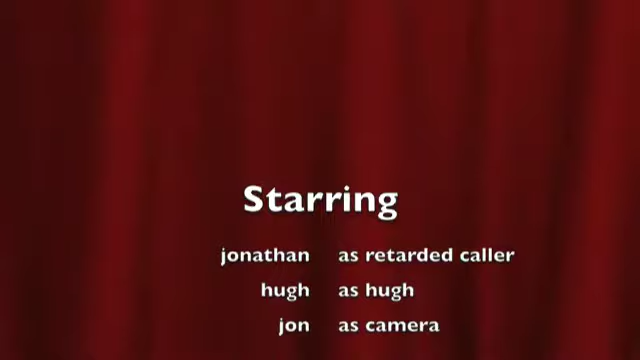 Starring
jonathan as retarded caller
hugh as hugh
jon as camera